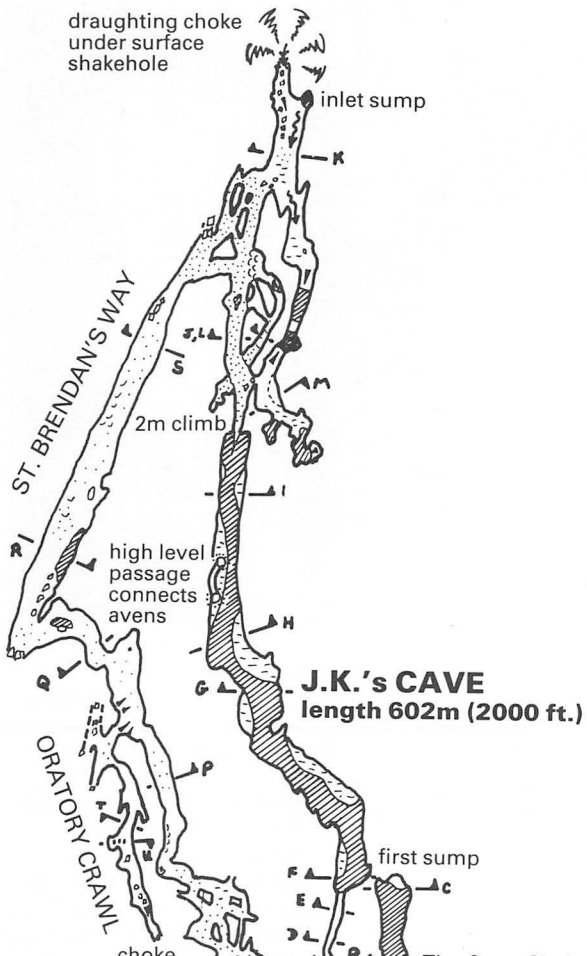 draughting choke
under surface
shakehole
inlet sump
K
J,L
S
M
ST. BRENDAN'S WAY
2m climb
I
R
high level
passage
connects
avens
H
Q
G
J.K.'s CAVE
length 602m (2000 ft.)
P
ORATORY CRAWL
first sump
F
C
E
D
choke